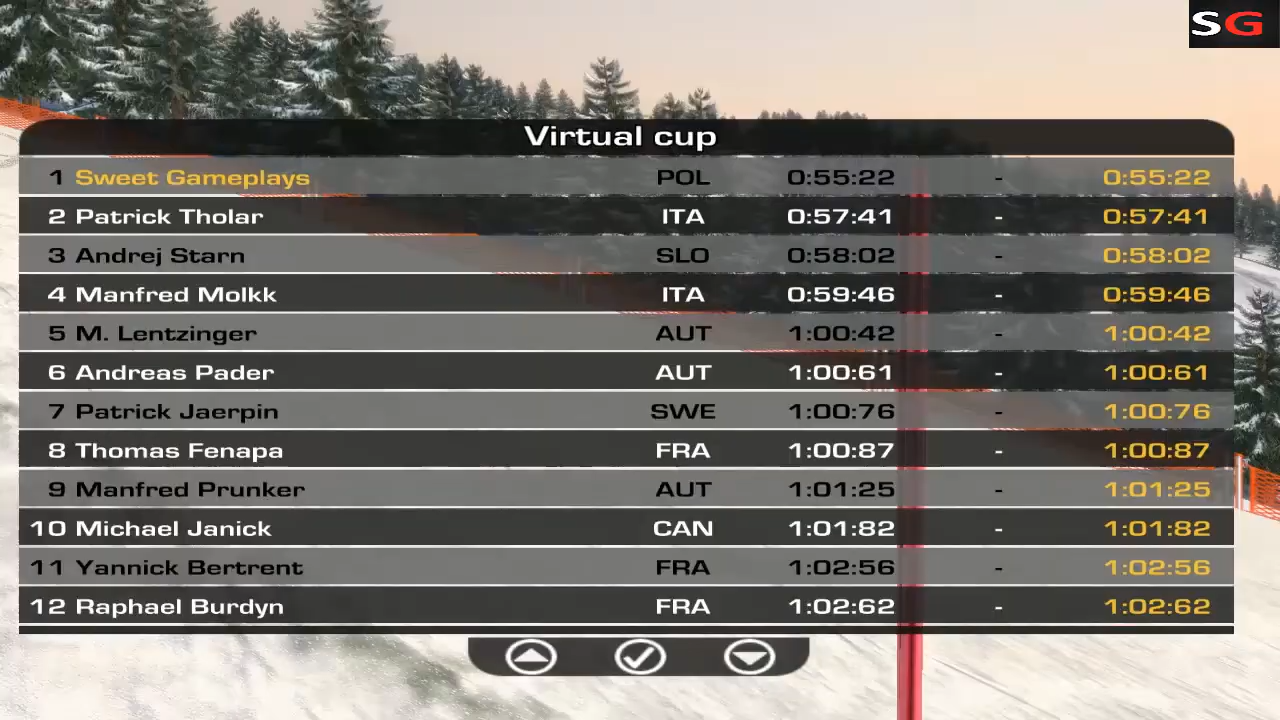 SG
Virtual cup
1 Sweet Gameplays POL 0:55:22 - 0:55:22
2 Patrick Tholar ITA 0:57:41 - 0:57:41
3 Andrej Starn SLO 0:58:02 - 0:58:02
4 Manfred Molkk ITA 0:59:46 - 0:59:46
5 M. Lentzinger AUT 1:00:42 - 1:00:42
6 Andreas Pader AUT 1:00:61 - 1:00:61
7 Patrick Jaerpin SWE 1:00:76 - 1:00:76
8 Thomas Fenapa FRA 1:00:87 - 1:00:87
9 Manfred Prunker AUT 1:01:25 - 1:01:25
10 Michael Janick CAN 1:01:82 - 1:01:82
11 Yannick Bertrent FRA 1:02:56 - 1:02:56
12 Raphael Burdyn FRA 1:02:62 - 1:02:62